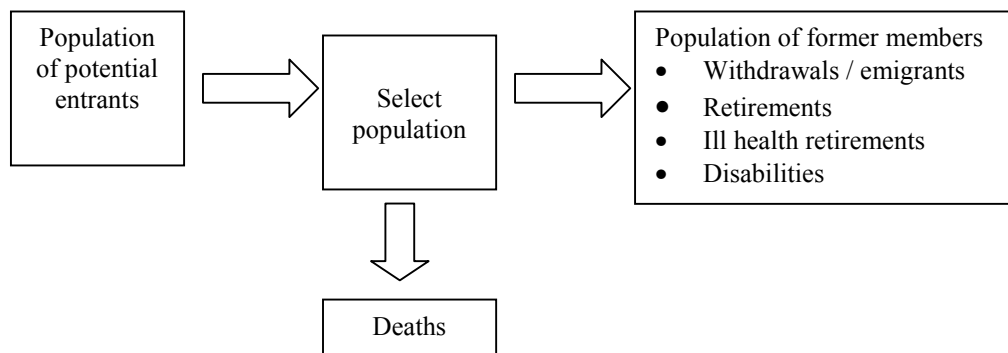 Population
of potential
entrants
Select
population
Population of former members
• Withdrawals / emigrants
• Retirements
• Ill health retirements
• Disabilities
Deaths